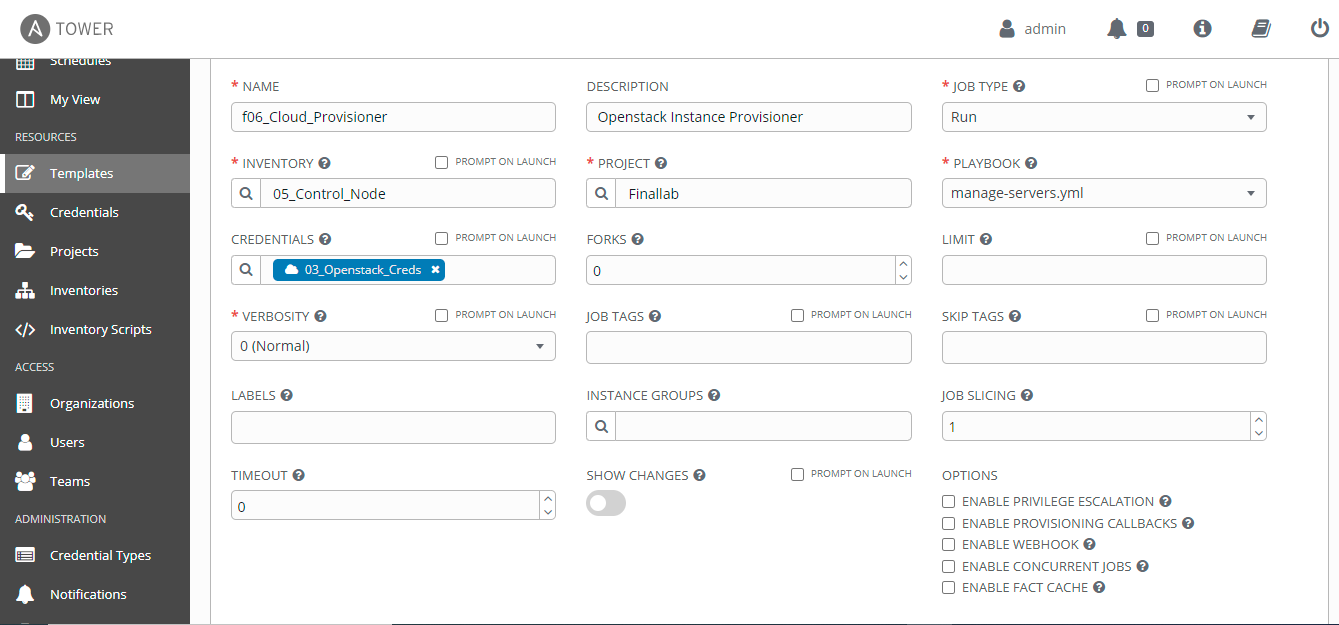 TOWER
admin
0
Schedules
My View
RESOURCES
Templates
Credentials
Projects
Inventories
Inventory Scripts
ACCESS
Organizations
Users
Teams
ADMINISTRATION
Credential Types
Notifications
* NAME
f06_Cloud_Provisioner
DESCRIPTION
Openstack Instance Provisioner
* JOB TYPE ? PROMPT ON LAUNCH
Run
* INVENTORY ? PROMPT ON LAUNCH
05_Control_Node
* PROJECT ?
Finallab
* PLAYBOOK ?
manage-servers.yml
CREDENTIALS ? PROMPT ON LAUNCH
03_Openstack_Creds
FORKS ?
0
LIMIT ? PROMPT ON LAUNCH
* VERBOSITY ? PROMPT ON LAUNCH
0 (Normal)
JOB TAGS ? PROMPT ON LAUNCH
SKIP TAGS ? PROMPT ON LAUNCH
LABELS ?
INSTANCE GROUPS ?
JOB SLICING ?
1
TIMEOUT ?
0
SHOW CHANGES ? PROMPT ON LAUNCH
OPTIONS
ENABLE PRIVILEGE ESCALATION ?
ENABLE PROVISIONING CALLBACKS ?
ENABLE WEBHOOK ?
ENABLE CONCURRENT JOBS ?
ENABLE FACT CACHE ?